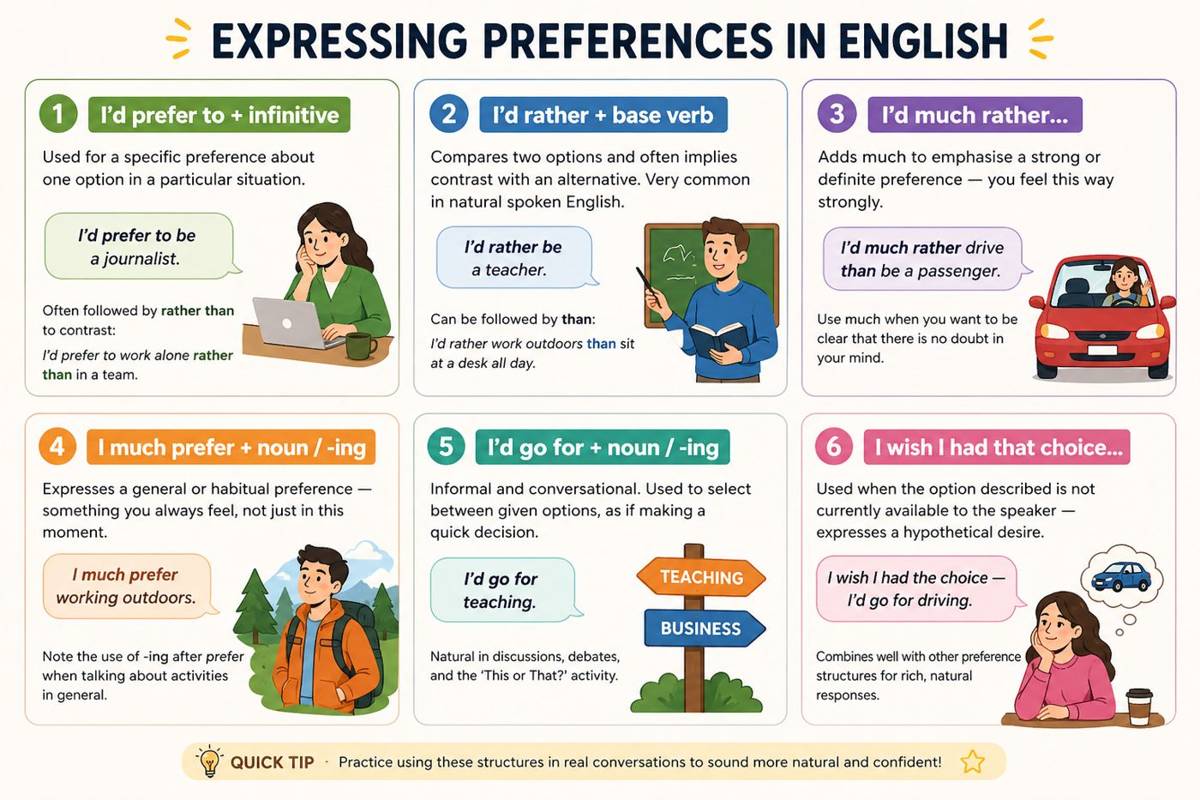 EXPRESSING PREFERENCES IN ENGLISH
1 I'd prefer to + infinitive
Used for a specific preference about
one option in a particular situation.
I'd prefer to be
a journalist.
Often followed by rather than
to contrast:
I'd prefer to work alone rather
than in a team.
2 I'd rather + base verb
Compares two options and often implies
contrast with an alternative. Very common
in natural spoken English.
I'd rather be
a teacher.
Can be followed by than:
I'd rather work outdoors than sit
at a desk all day.
3 I'd much rather...
Adds much to emphasise a strong or
definite preference — you feel this way
strongly.
I'd much rather drive
than be a passenger.
Use much when you want to be
clear that there is no doubt in
your mind.
4 I much prefer + noun / -ing
Expresses a general or habitual preference —
something you always feel, not just in this
moment.
I much prefer
working outdoors.
Note the use of -ing after prefer
when talking about activities
in general.
5 I'd go for + noun / -ing
Informal and conversational. Used to select
between given options, as if making a
quick decision.
I'd go for
teaching.
TEACHING
BUSINESS
Natural in discussions, debates,
and the 'This or That?' activity.
6 I wish I had that choice...
Used when the option described is not
currently available to the speaker —
expresses a hypothetical desire.
I wish I had the choice —
I'd go for driving.
Combines well with other preference
structures for rich, natural
responses.
QUICK TIP · Practice using these structures in real conversations to sound more natural and confident!